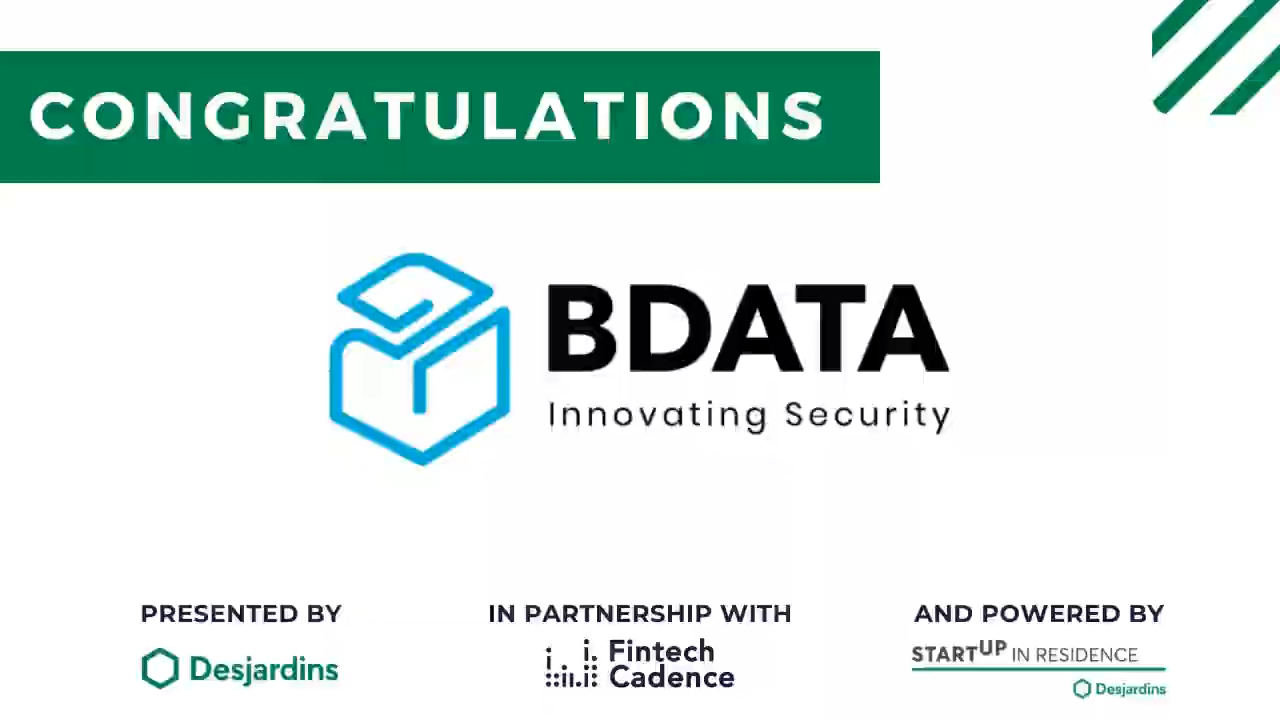 CONGRATULATIONS
BDATA
Innovating Security
PRESENTED BY
Desjardins
IN PARTNERSHIP WITH
Fintech
Cadence
AND POWERED BY
STARTUP IN RESIDENCE
Desjardins